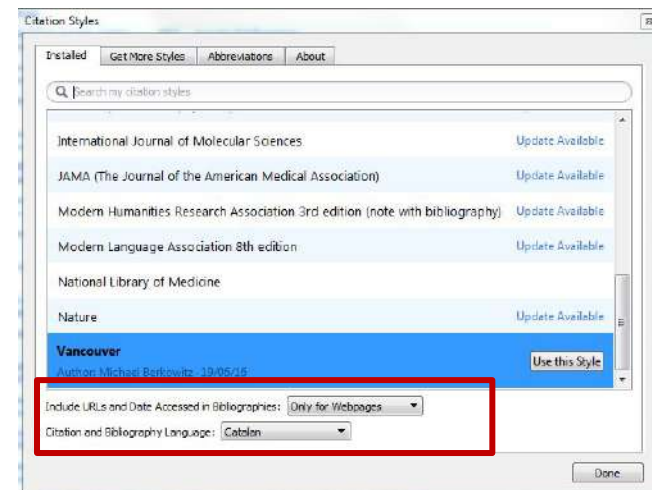 Citation Styles
Installed Get More Styles Abbreviations About
Search my citation styles
International Journal of Molecular Sciences Update Available
JAMA (The Journal of the American Medical Association) Update Available
Modern Humanities Research Association 3rd edition (note with bibliography) Update Available
Modern Language Association 8th edition Update Available
National Library of Medicine
Nature Update Available
Vancouver
Author: Michael Berkowitz - 19/05/15
Use this Style
Include URLs and Date Accessed in Bibliographies: Only for Webpages
Citation and Bibliography Language: Catalan
Done